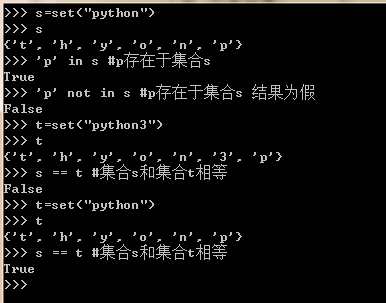 >>> s=set("python")
>>> s
{'t', 'h', 'y', 'o', 'n', 'p'}
>>> 'p' in s #p存在于集合s
True
>>> 'p' not in s #p存在于集合s 结果为假
False
>>> t=set("python3")
>>> t
{'t', 'h', 'y', 'o', 'n', '3', 'p'}
>>> s == t #集合s和集合t相等
False
>>> t=set("python")
>>> t
{'t', 'h', 'y', 'o', 'n', 'p'}
>>> s == t #集合s和集合t相等
True
>>>